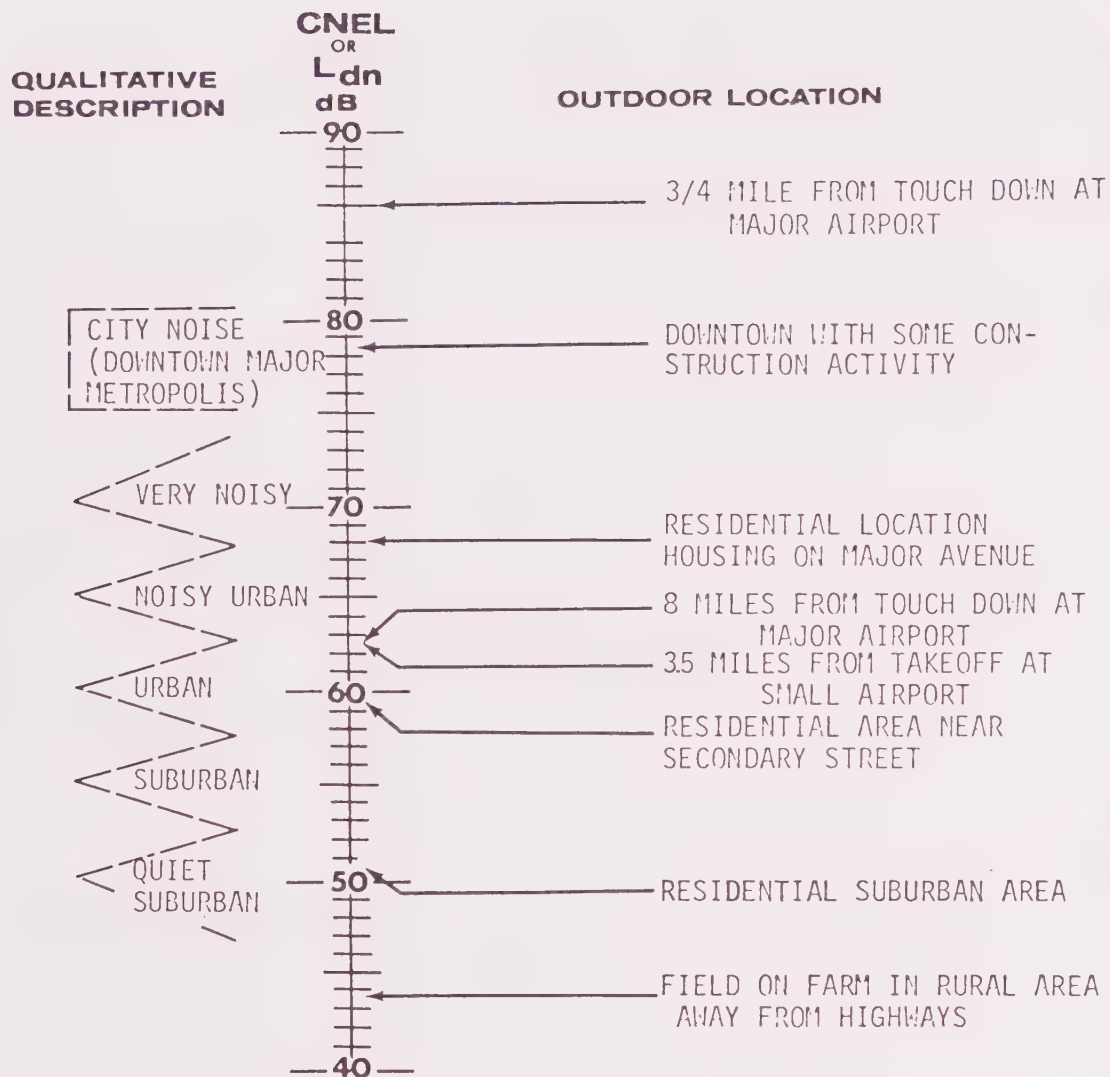 CNEL
OR
Ldn
dB
QUALITATIVE
DESCRIPTION
OUTDOOR LOCATION
90
3/4 MILE FROM TOUCH DOWN AT
MAJOR AIRPORT
80
CITY NOISE
(DOWNTOWN MAJOR
METROPOLIS)
DOWNTOWN WITH SOME CON-
STRUCTION ACTIVITY
VERY NOISY
70
RESIDENTIAL LOCATION
HOUSING ON MAJOR AVENUE
NOISY URBAN
8 MILES FROM TOUCH DOWN AT
MAJOR AIRPORT
3.5 MILES FROM TAKEOFF AT
SMALL AIRPORT
URBAN
60
RESIDENTIAL AREA NEAR
SECONDARY STREET
SUBURBAN
QUIET
SUBURBAN
50
RESIDENTIAL SUBURBAN AREA
FIELD ON FARM IN RURAL AREA
AWAY FROM HIGHWAYS
40